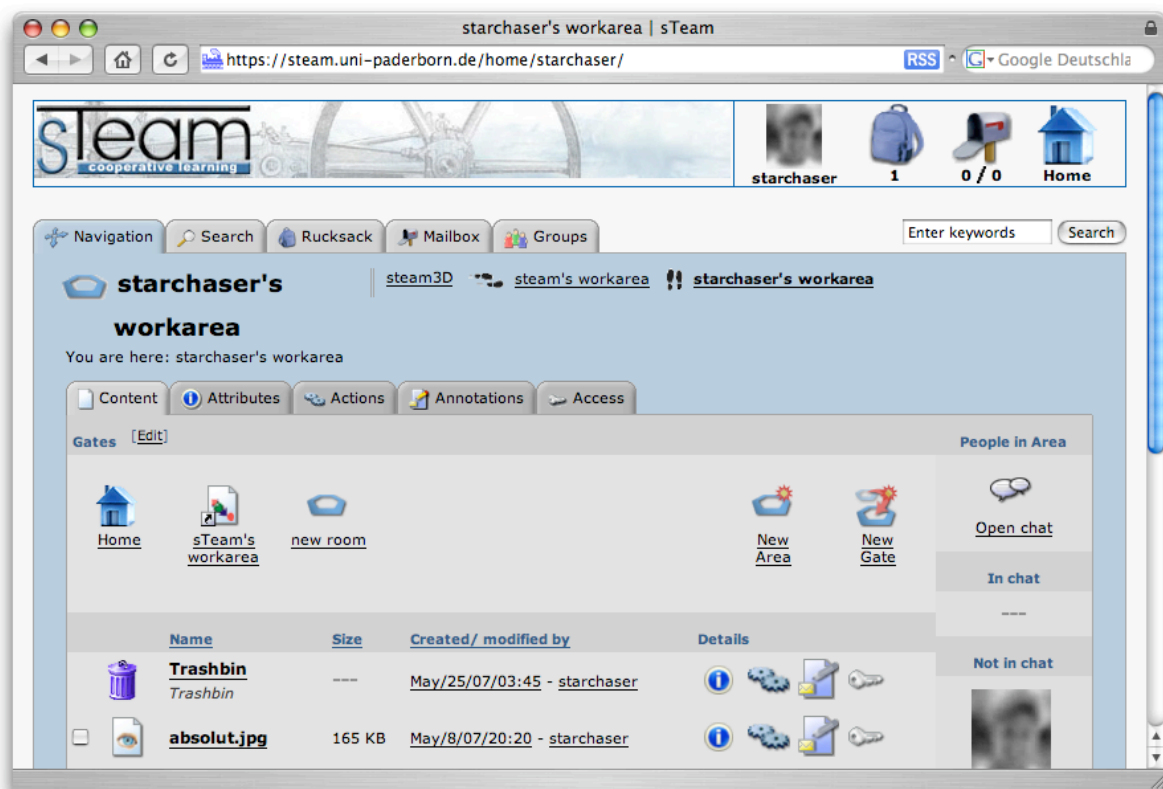 starchaser's workarea | sTeam
https://steam.uni-paderborn.de/home/starchaser/ RSS G Google Deutschla
sTeam
cooperative learning
starchaser 1 0 / 0 Home
Navigation Search Rucksack Mailbox Groups Enter keywords Search
starchaser's steam3D steam's workarea starchaser's workarea
workarea
You are here: starchaser's workarea
Content Attributes Actions Annotations Access
Gates [Edit] People in Area
Home sTeam's new room New New Open chat
workarea Area Gate
In chat
---
Name Size Created/ modified by Details
Not in chat
Trashbin --- May/25/07/03:45 - starchaser
Trashbin
absolut.jpg 165 KB May/8/07/20:20 - starchaser